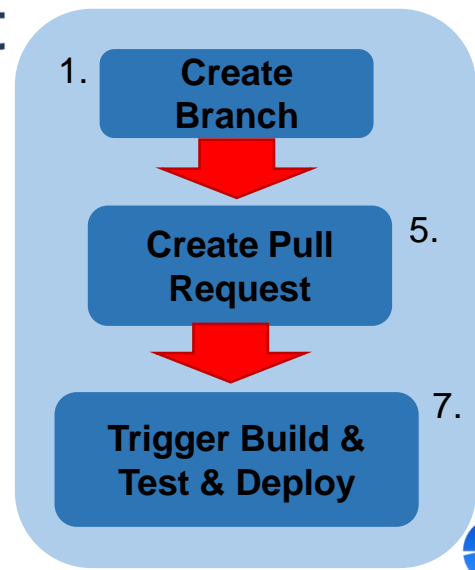 1.
Create
Branch
Create Pull
Request
5.
7.
Trigger Build &
Test & Deploy